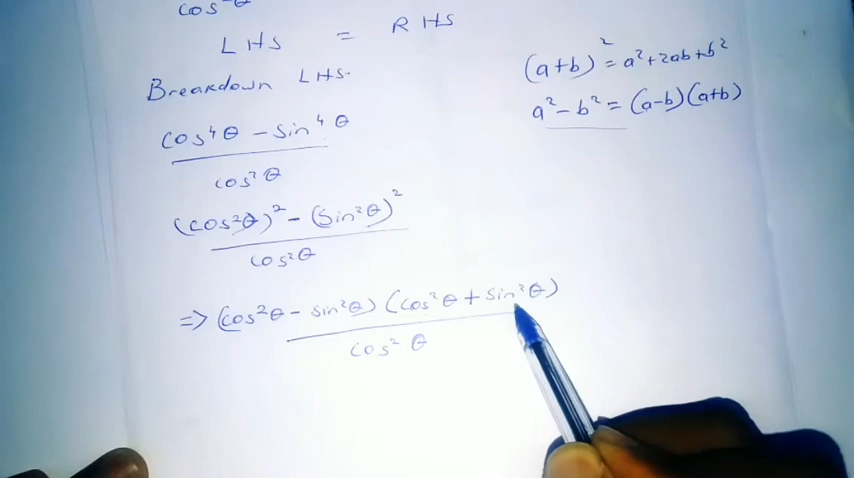 cos²θ
LHS = RHS
Breakdown LHS.
cos⁴θ - sin⁴θ
cos²θ
(cos²θ)² - (sin²θ)²
cos²θ
=> (cos²θ - sin²θ) (cos²θ + sin²θ)
cos²θ
(a+b)² = a²+2ab+b²
a²-b² = (a-b)(a+b)